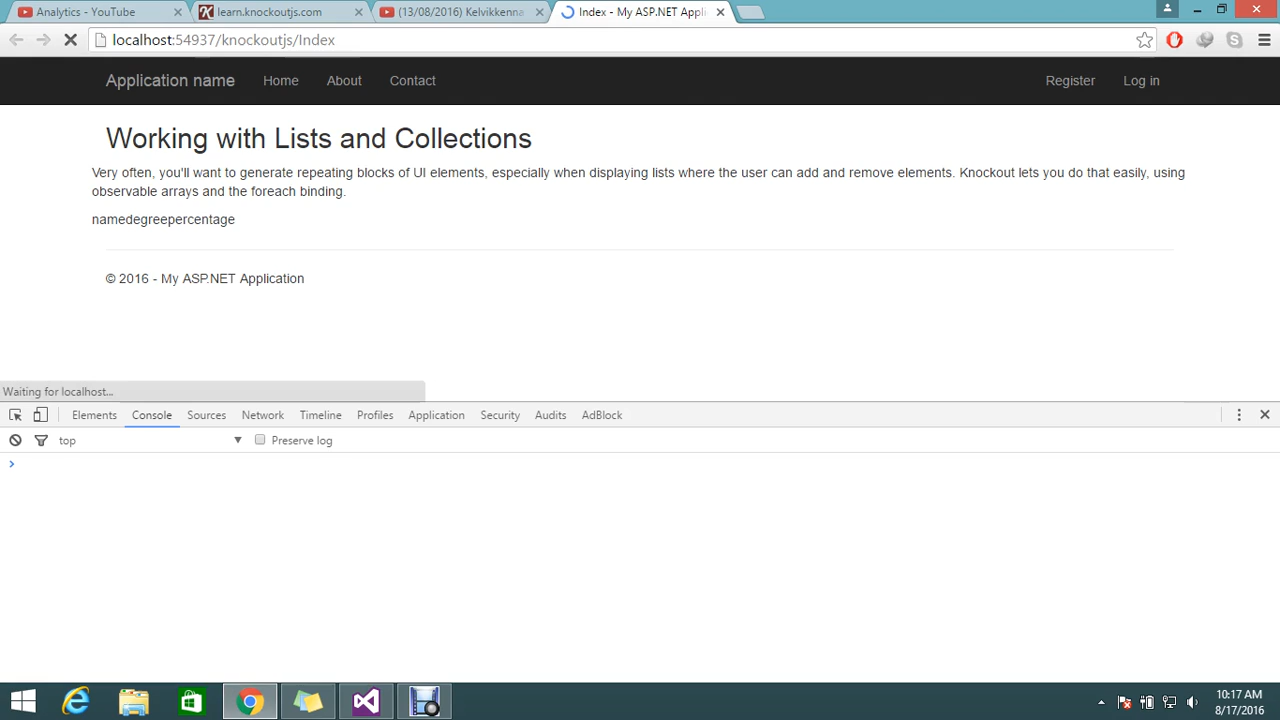 Analytics - YouTube
learn.knockoutjs.com
(13/08/2016) Kelvikkenna
Index - My ASP.NET Appli
localhost:54937/knockoutjs/Index
Application name Home About Contact Register Log in
Working with Lists and Collections
Very often, you'll want to generate repeating blocks of UI elements, especially when displaying lists where the user can add and remove elements. Knockout lets you do that easily, using
observable arrays and the foreach binding.
namedegreepercentage
© 2016 - My ASP.NET Application
Waiting for localhost...
Elements Console Sources Network Timeline Profiles Application Security Audits AdBlock
top Preserve log
10:17 AM
8/17/2016